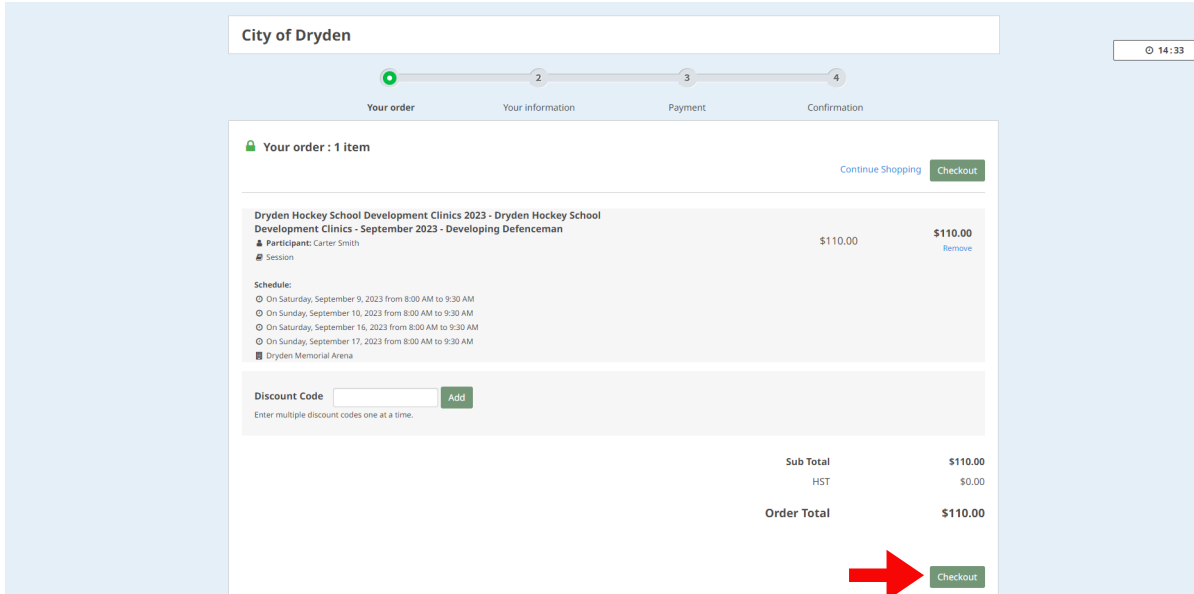 City of Dryden
14:33
2
3
4
Your order
Your information
Payment
Confirmation
Your order : 1 item
Continue Shopping
Checkout
Dryden Hockey School Development Clinics 2023 - Dryden Hockey School
Development Clinics - September 2023 - Developing Defenceman
$110.00
$110.00
Participant: Carter Smith
Remove
Session
Schedule:
On Saturday, September 9, 2023 from 8:00 AM to 9:30 AM
On Sunday, September 10, 2023 from 8:00 AM to 9:30 AM
On Saturday, September 16, 2023 from 8:00 AM to 9:30 AM
On Sunday, September 17, 2023 from 8:00 AM to 9:30 AM
Dryden Memorial Arena
Discount Code
Add
Enter multiple discount codes one at a time.
Sub Total $110.00
HST $0.00
Order Total $110.00
Checkout